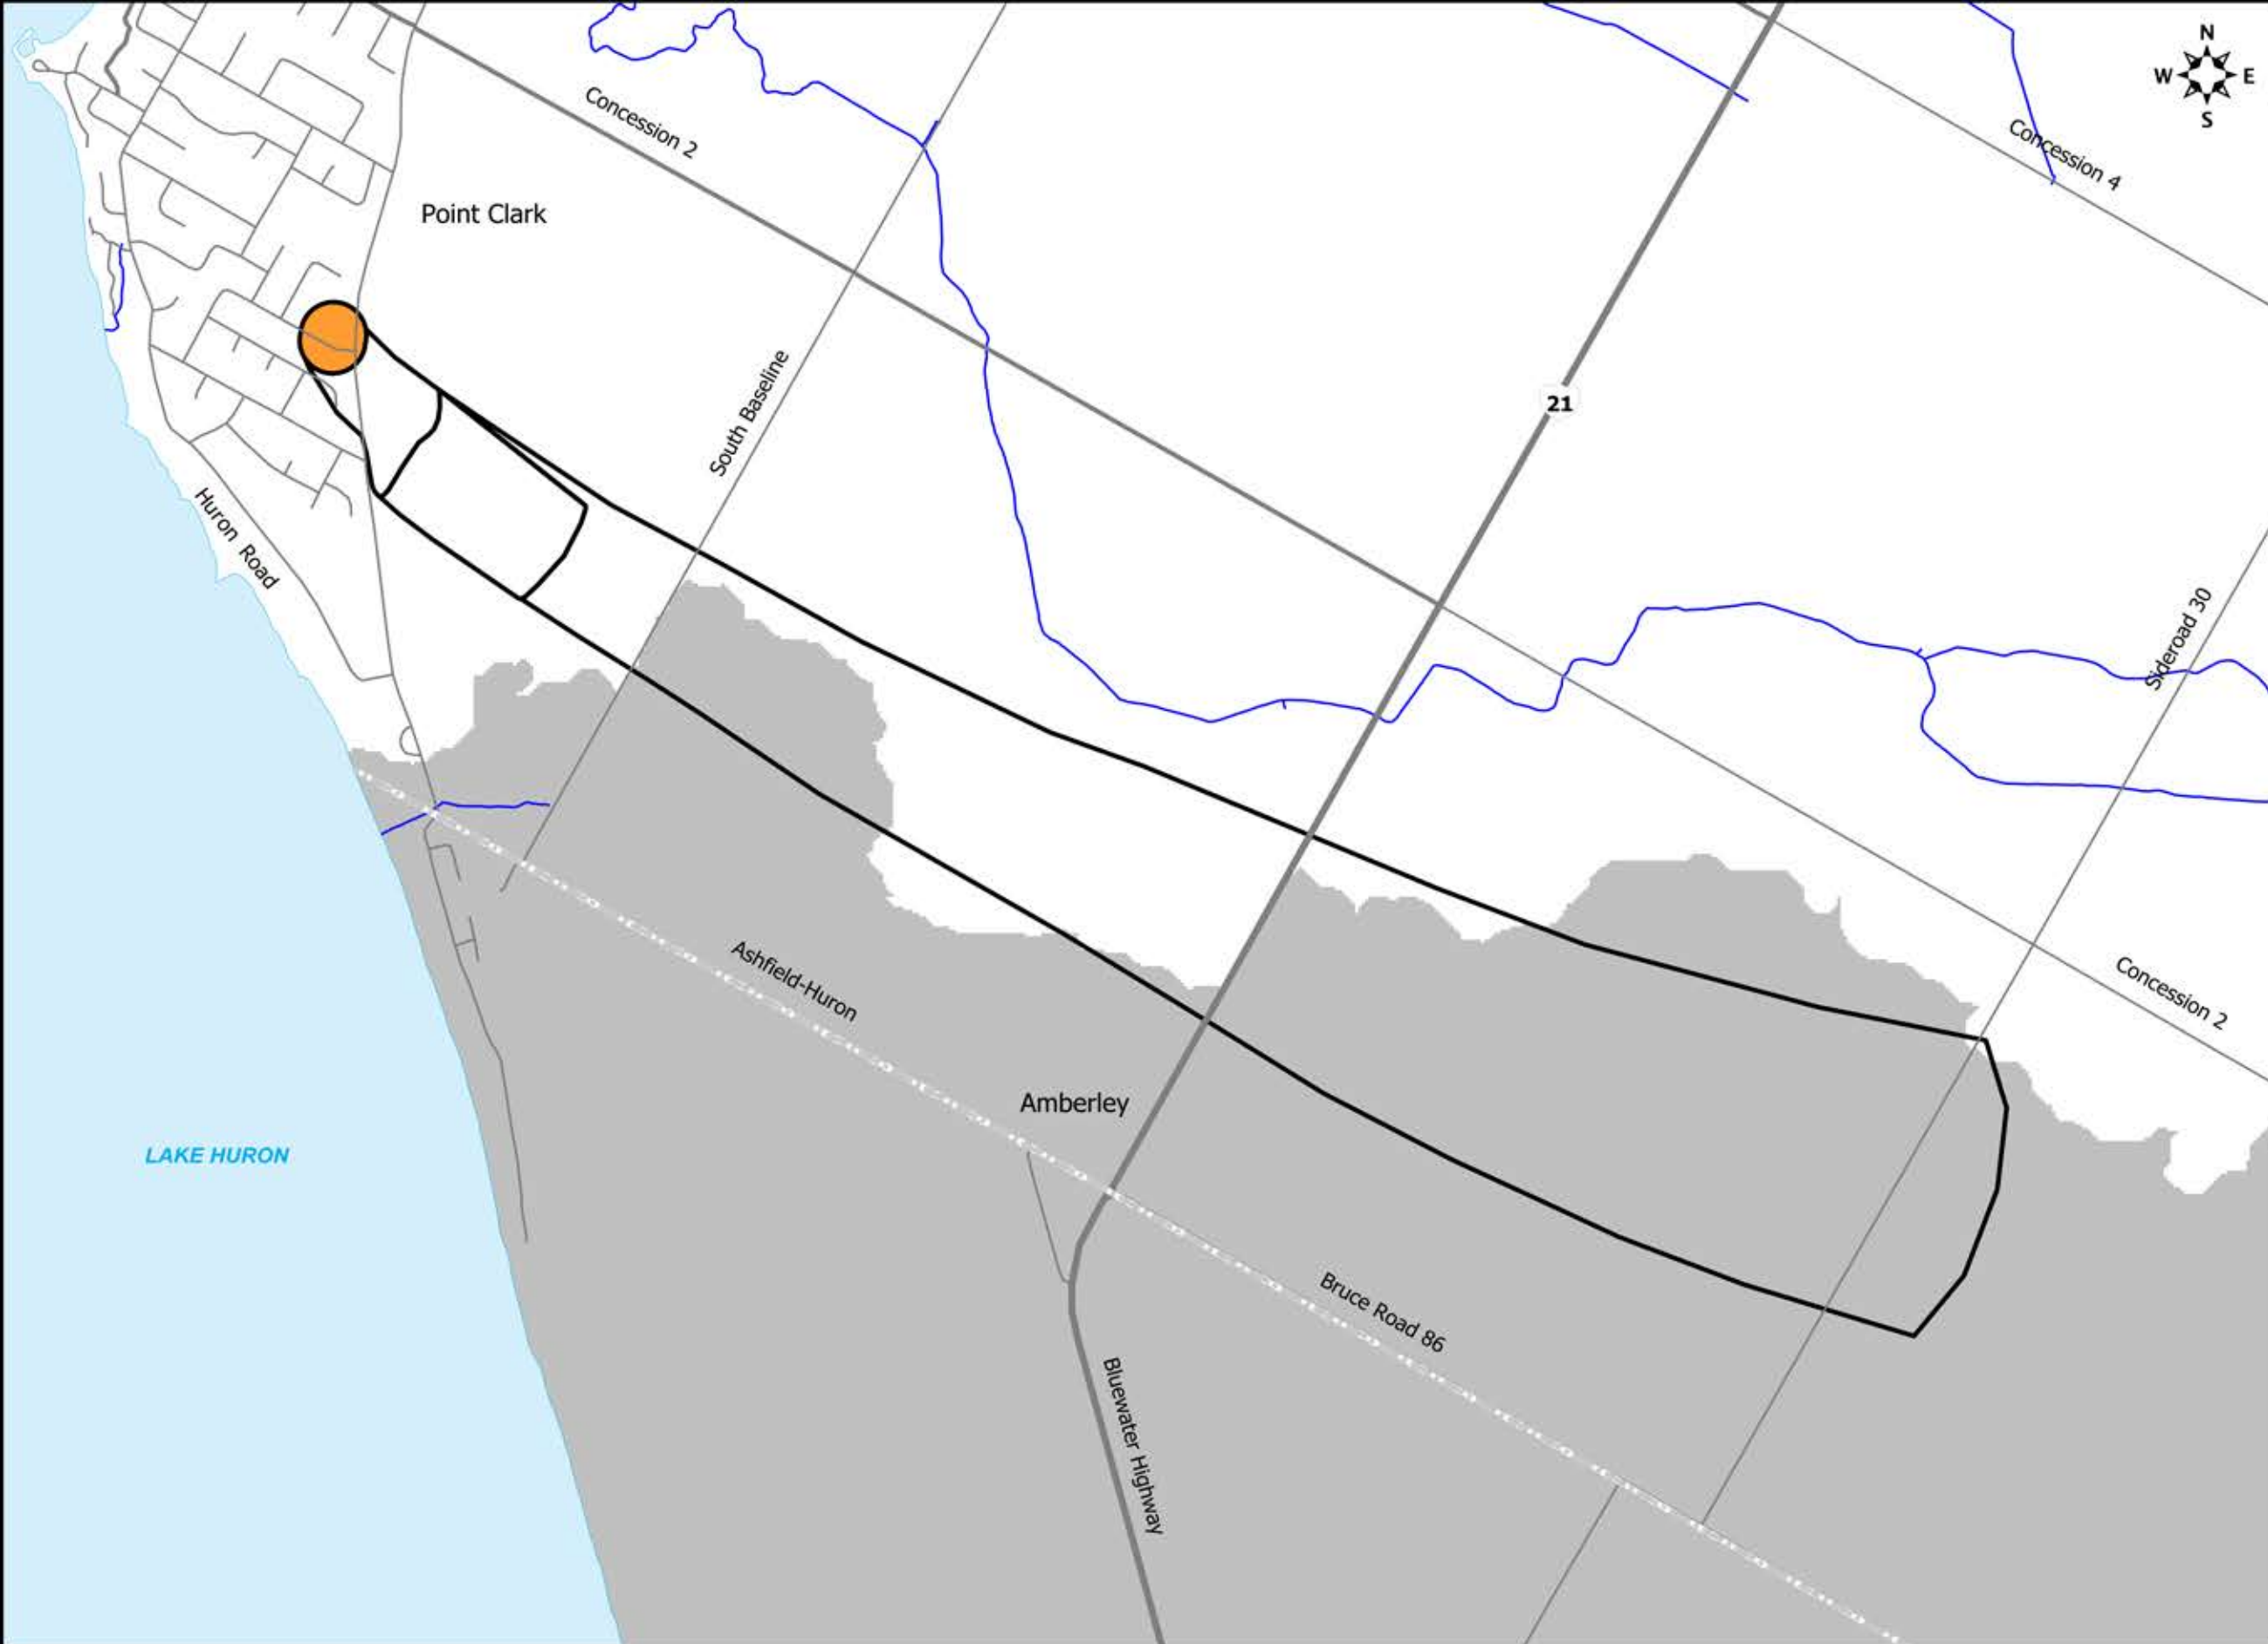 N
W E
S
Concession 2
Concession 4
Point Clark
South Baseline
21
Huron Road
Sideroad 30
Ashfield-Huron
Concession 2
Amberley
LAKE HURON
Bruce Road 86
Bluewater Highway